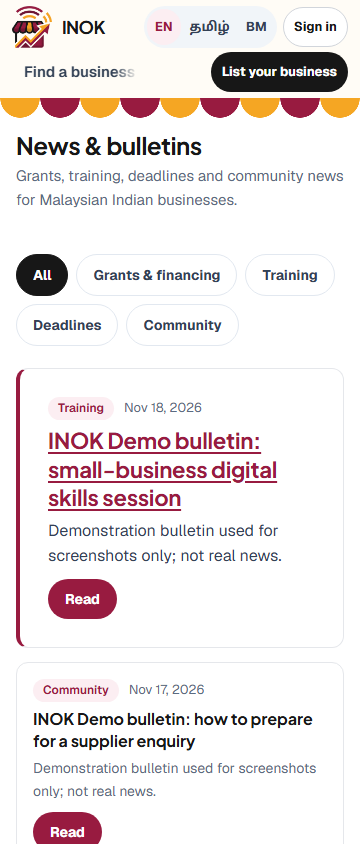 INOK
EN
தமிழ்
BM
Sign in
Find a business
List your business
News & bulletins
Grants, training, deadlines and community news
for Malaysian Indian businesses.
All
Grants & financing
Training
Deadlines
Community
Training
Nov 18, 2026
INOK Demo bulletin:
small-business digital
skills session
Demonstration bulletin used for
screenshots only; not real news.
Read
Community
Nov 17, 2026
INOK Demo bulletin: how to prepare
for a supplier enquiry
Demonstration bulletin used for screenshots
only; not real news.
Read